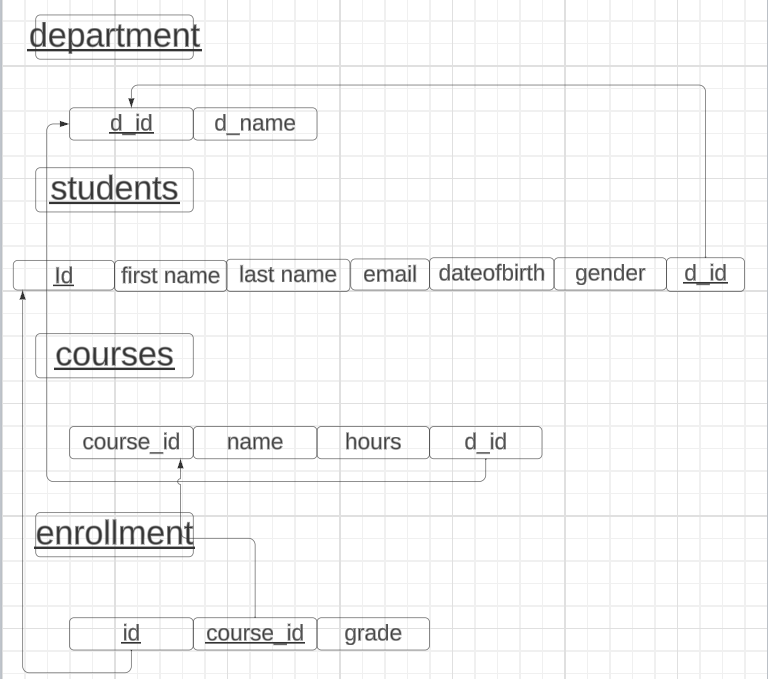 department
d_id d_name
students
Id first name last name email dateofbirth gender d_id
courses
course_id name hours d_id
enrollment
id course_id grade